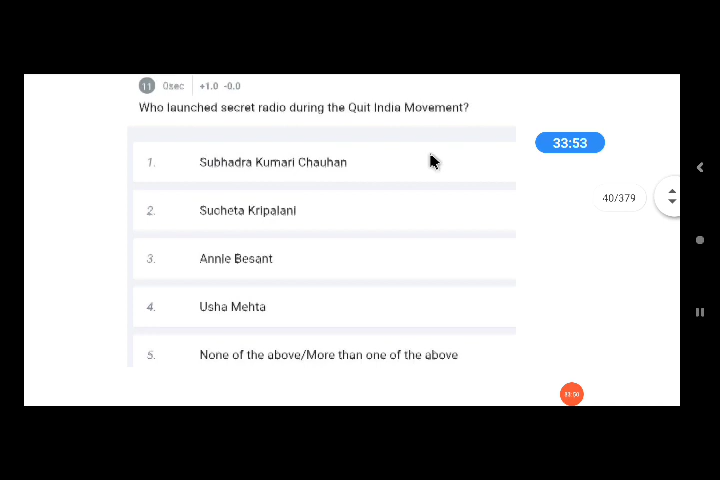 11 0sec +1.0 -0.0
Who launched secret radio during the Quit India Movement?
33:53
1. Subhadra Kumari Chauhan
40/379
2. Sucheta Kripalani
3. Annie Besant
4. Usha Mehta
5. None of the above/More than one of the above